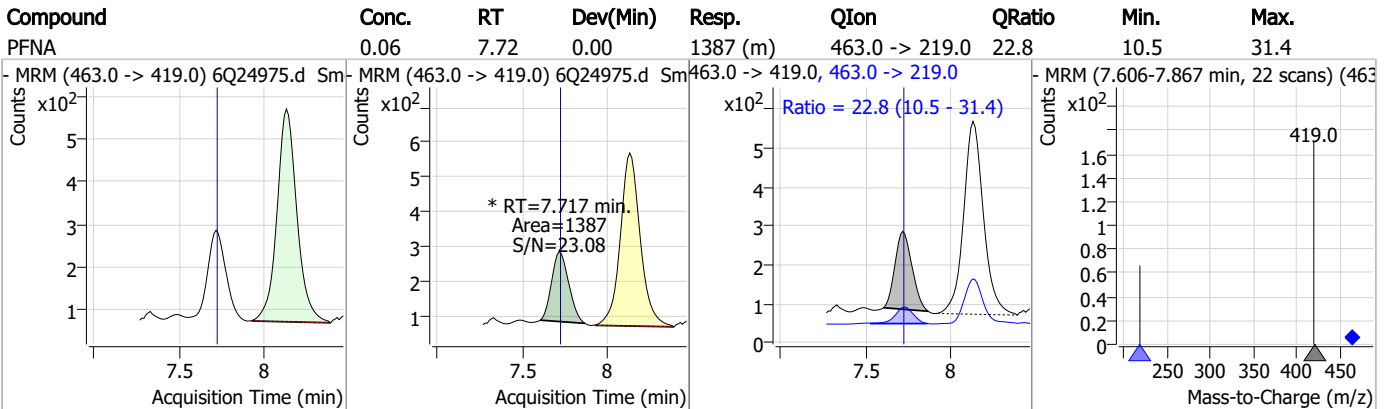 Compound Conc. RT Dev(Min) Resp. QIon QRatio Min. Max.
PFNA 0.06 7.72 0.00 1387 (m) 463.0 -> 219.0 22.8 10.5 31.4
- MRM (463.0 -> 419.0) 6Q24975.d Sm
Counts
x10²
5
4
3
2
1
7.5 8
Acquisition Time (min)
- MRM (463.0 -> 419.0) 6Q24975.d Sm
Counts
x10²
6
5
4
3
2
1
* RT=7.717 min.
Area=1387
S/N=23.08
7.5 8
Acquisition Time (min)
463.0 -> 419.0, 463.0 -> 219.0
Counts
x10²
Ratio = 22.8 (10.5 - 31.4)
5
4
3
2
1
0
7.5 8
Acquisition Time (min)
- MRM (7.606-7.867 min, 22 scans) (463
Counts
x10²
419.0
1.6
1.4
1.2
1
0.8
0.6
0.4
0.2
0
250 300 350 400 450
Mass-to-Charge (m/z)